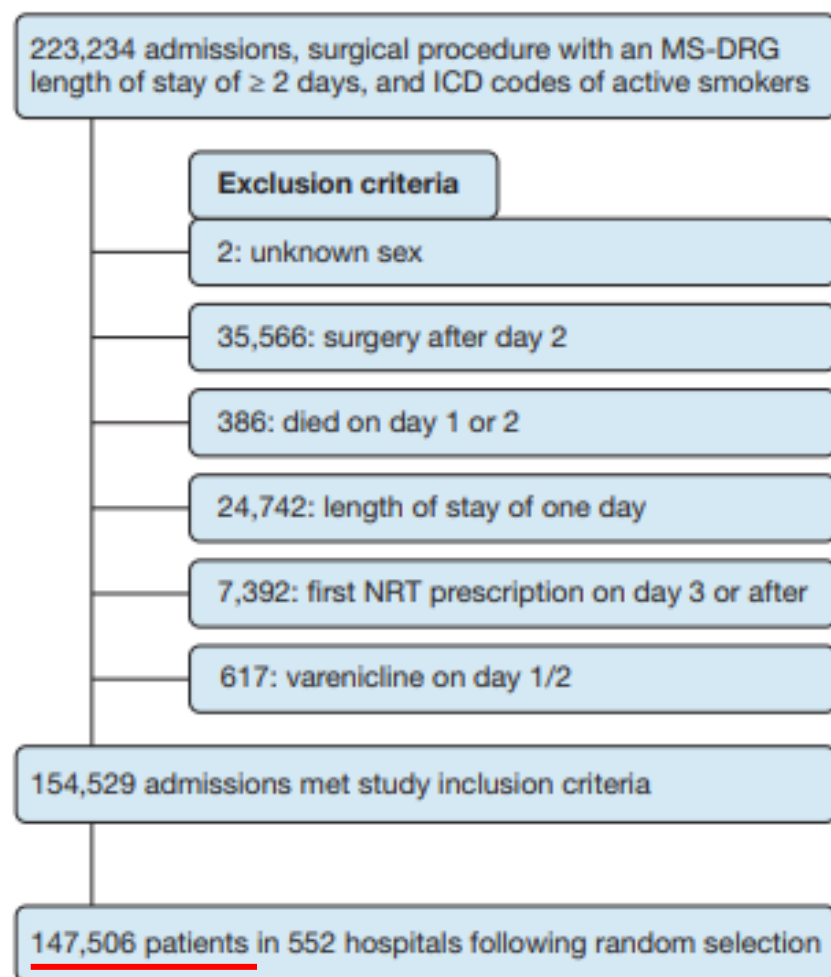 223,234 admissions, surgical procedure with an MS-DRG
length of stay of ≥ 2 days, and ICD codes of active smokers
Exclusion criteria
2: unknown sex
35,566: surgery after day 2
386: died on day 1 or 2
24,742: length of stay of one day
7,392: first NRT prescription on day 3 or after
617: varenicline on day 1/2
154,529 admissions met study inclusion criteria
147,506 patients in 552 hospitals following random selection